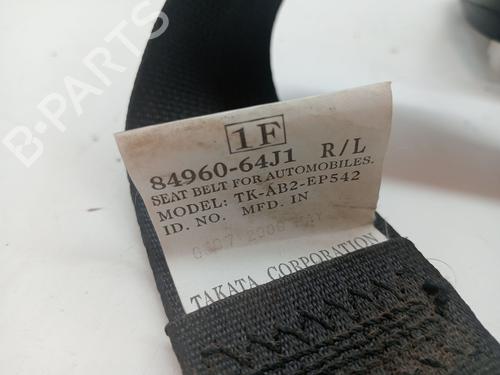 B-PARTS
1F
84960-64J1 R/L
SEAT BELT FOR AUTOMOBILES.
MODEL: TK-AB2-EP542
ID. NO. MFD. IN
TAKATA CORPORATION